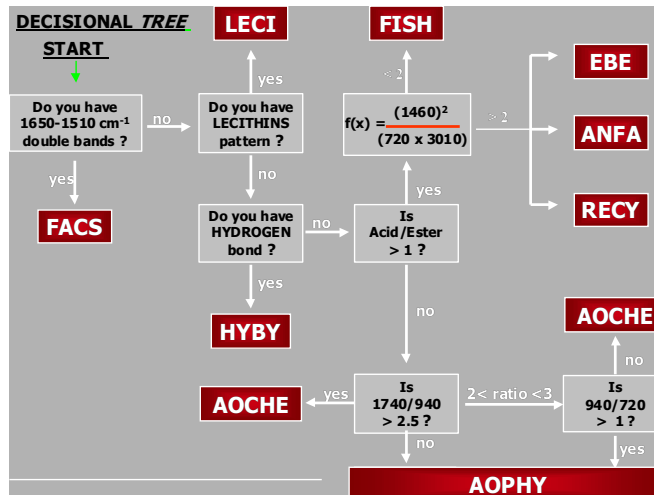 DECISIONAL TREE
START
LECI
FISH
EBE
ANFA
RECY
yes
< 2
> 2
Do you have
1650-1510 cm-1
double bands ?
no
Do you have
LECITHINS
pattern ?
f(x) = (1460)²
(720 x 3010)
yes
FACS
no
yes
Do you have
HYDROGEN
bond ?
no
Is
Acid/Ester
> 1 ?
yes
HYBY
no
AOCHE
no
AOCHE
yes
Is
1740/940
> 2.5 ?
2< ratio <3
Is
940/720
> 1 ?
no
yes
AOPHY